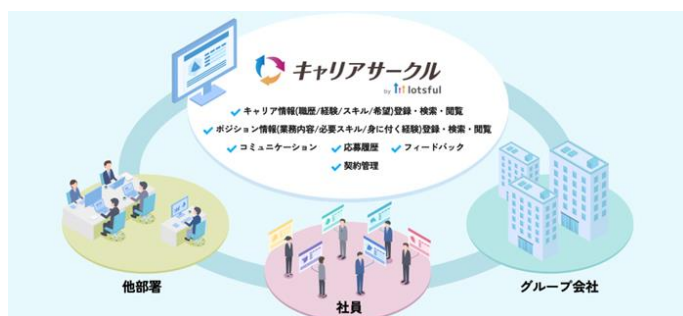 キャリアサークル
by lotsful
キャリア情報(職歴/経験/スキル/希望)登録・検索・閲覧
ポジション情報(業務内容/必要スキル/身に付く経験)登録・検索・閲覧
コミュニケーション 応募履歴 フィードバック
契約管理
他部署
社員
グループ会社